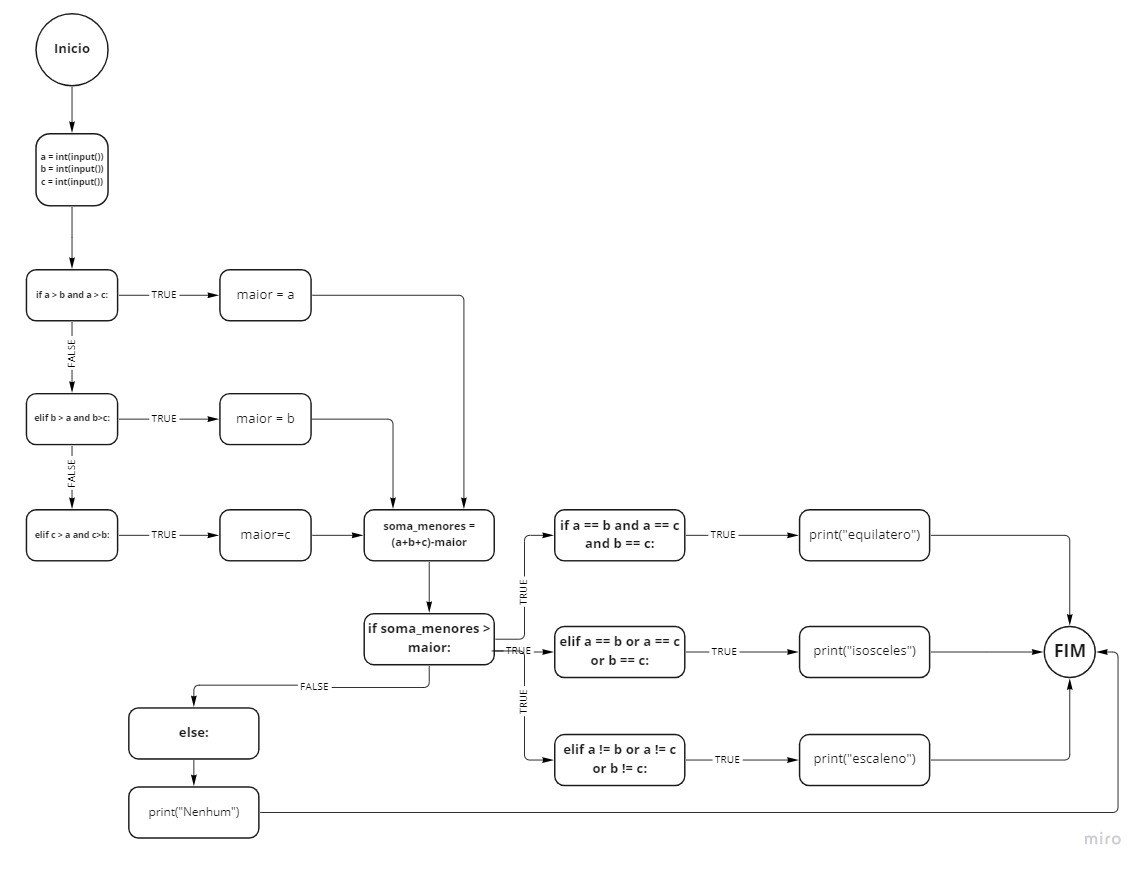 Inicio
a = int(input())
b = int(input())
c = int(input())
if a > b and a > c:
TRUE
maior = a
FALSE
elif b > a and b>c:
TRUE
maior = b
FALSE
elif c > a and c>b:
TRUE
maior=c
soma_menores =
(a+b+c)-maior
if soma_menores >
maior:
TRUE
if a == b and a == c
and b == c:
TRUE
print("equilatero")
TRUE
elif a == b or a == c
or b == c:
TRUE
print("isosceles")
FIM
TRUE
elif a != b or a != c
or b != c:
TRUE
print("escaleno")
FALSE
else:
print("Nenhum")
miro